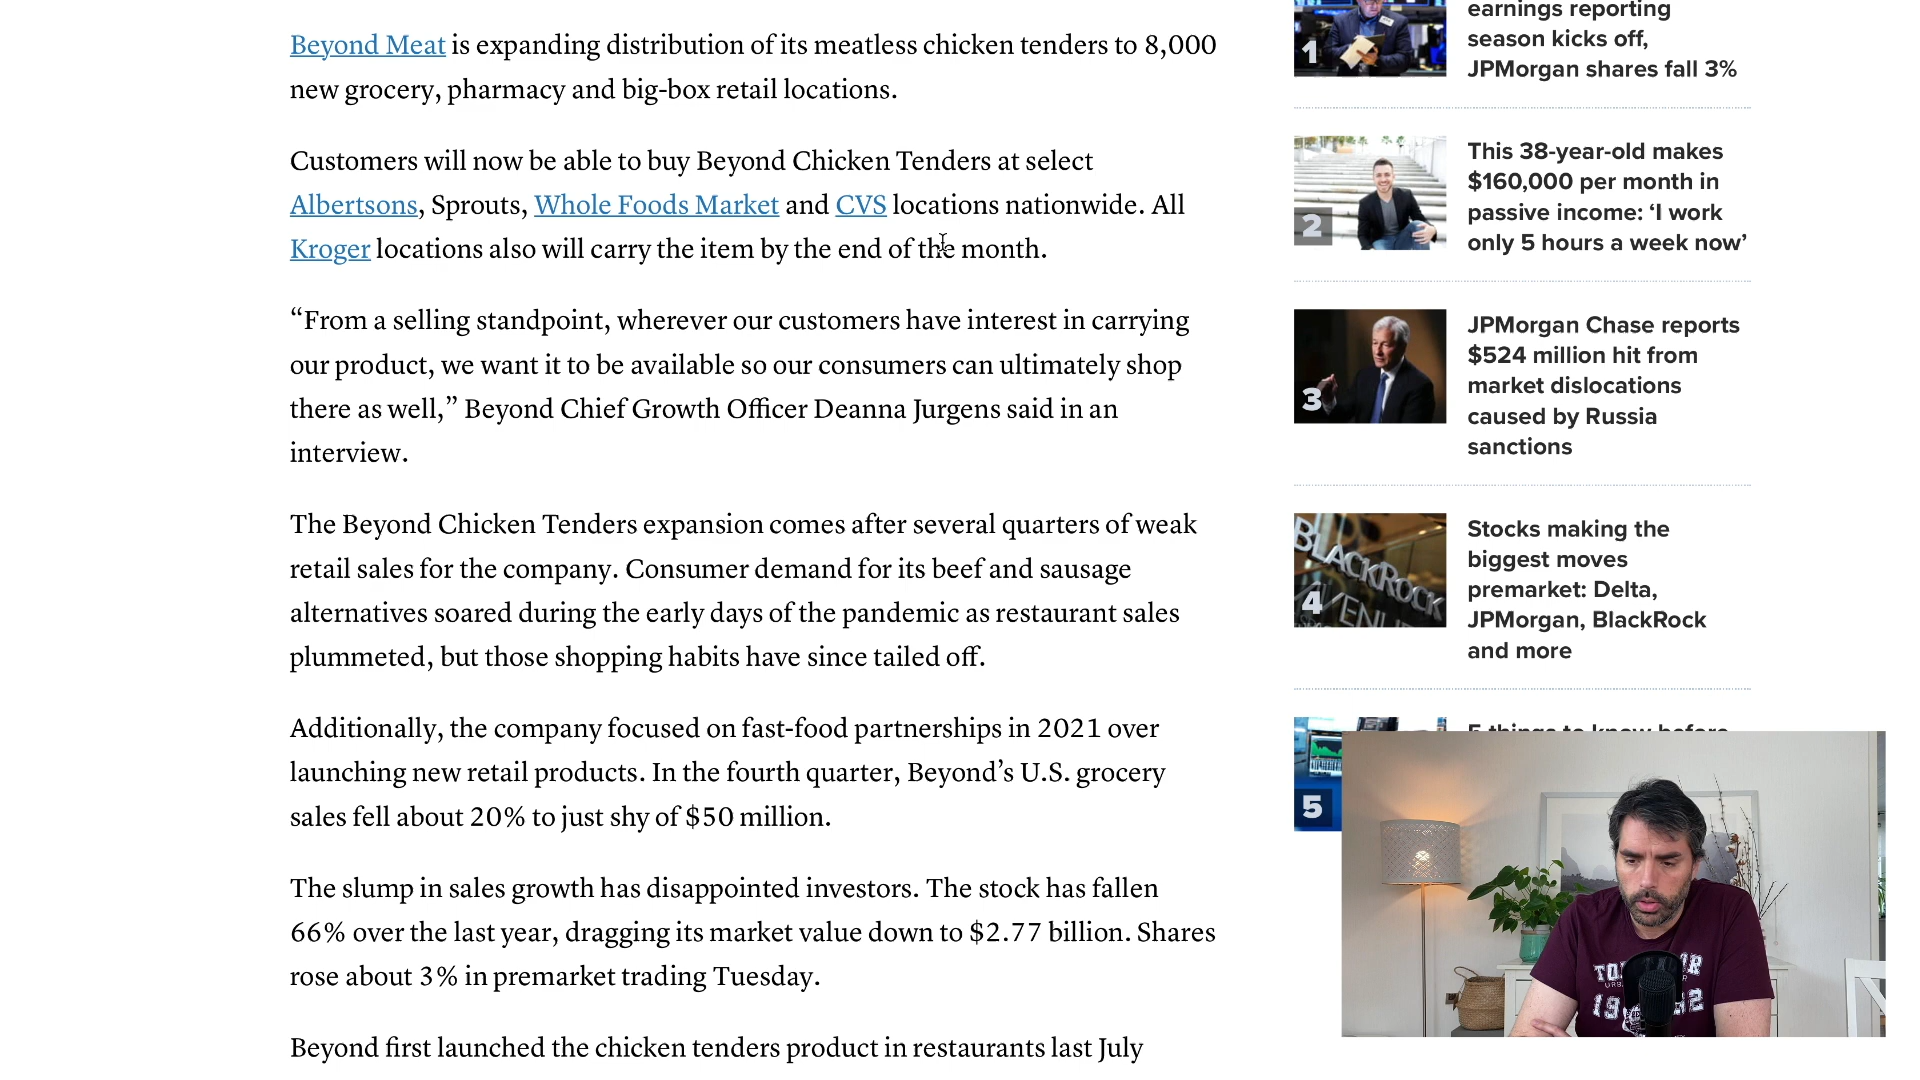 Beyond Meat is expanding distribution of its meatless chicken tenders to 8,000
new grocery, pharmacy and big-box retail locations.
Customers will now be able to buy Beyond Chicken Tenders at select
Albertsons, Sprouts, Whole Foods Market and CVS locations nationwide. All
Kroger locations also will carry the item by the end of the month.
“From a selling standpoint, wherever our customers have interest in carrying
our product, we want it to be available so our consumers can ultimately shop
there as well,” Beyond Chief Growth Officer Deanna Jurgens said in an
interview.
The Beyond Chicken Tenders expansion comes after several quarters of weak
retail sales for the company. Consumer demand for its beef and sausage
alternatives soared during the early days of the pandemic as restaurant sales
plummeted, but those shopping habits have since tailed off.
Additionally, the company focused on fast-food partnerships in 2021 over
launching new retail products. In the fourth quarter, Beyond’s U.S. grocery
sales fell about 20% to just shy of $50 million.
The slump in sales growth has disappointed investors. The stock has fallen
66% over the last year, dragging its market value down to $2.77 billion. Shares
rose about 3% in premarket trading Tuesday.
Beyond first launched the chicken tenders product in restaurants last July
1
earnings reporting
season kicks off,
JPMorgan shares fall 3%
2
This 38-year-old makes
$160,000 per month in
passive income: ‘I work
only 5 hours a week now’
3
JPMorgan Chase reports
$524 million hit from
market dislocations
caused by Russia
sanctions
BLACKROCK
4
Stocks making the
biggest moves
premarket: Delta,
JPMorgan, BlackRock
and more
5
5 things to know before